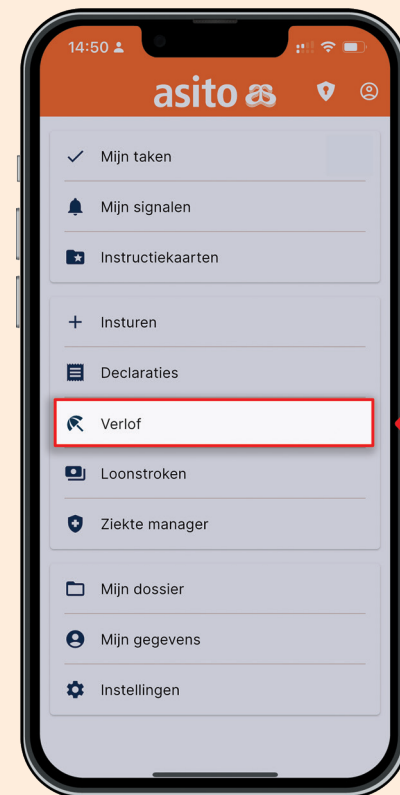 14:50
asito
Mijn taken
Mijn signalen
Instructiekaarten
Insturen
Declaraties
Verlof
Loonstroken
Ziekte manager
Mijn dossier
Mijn gegevens
Instellingen